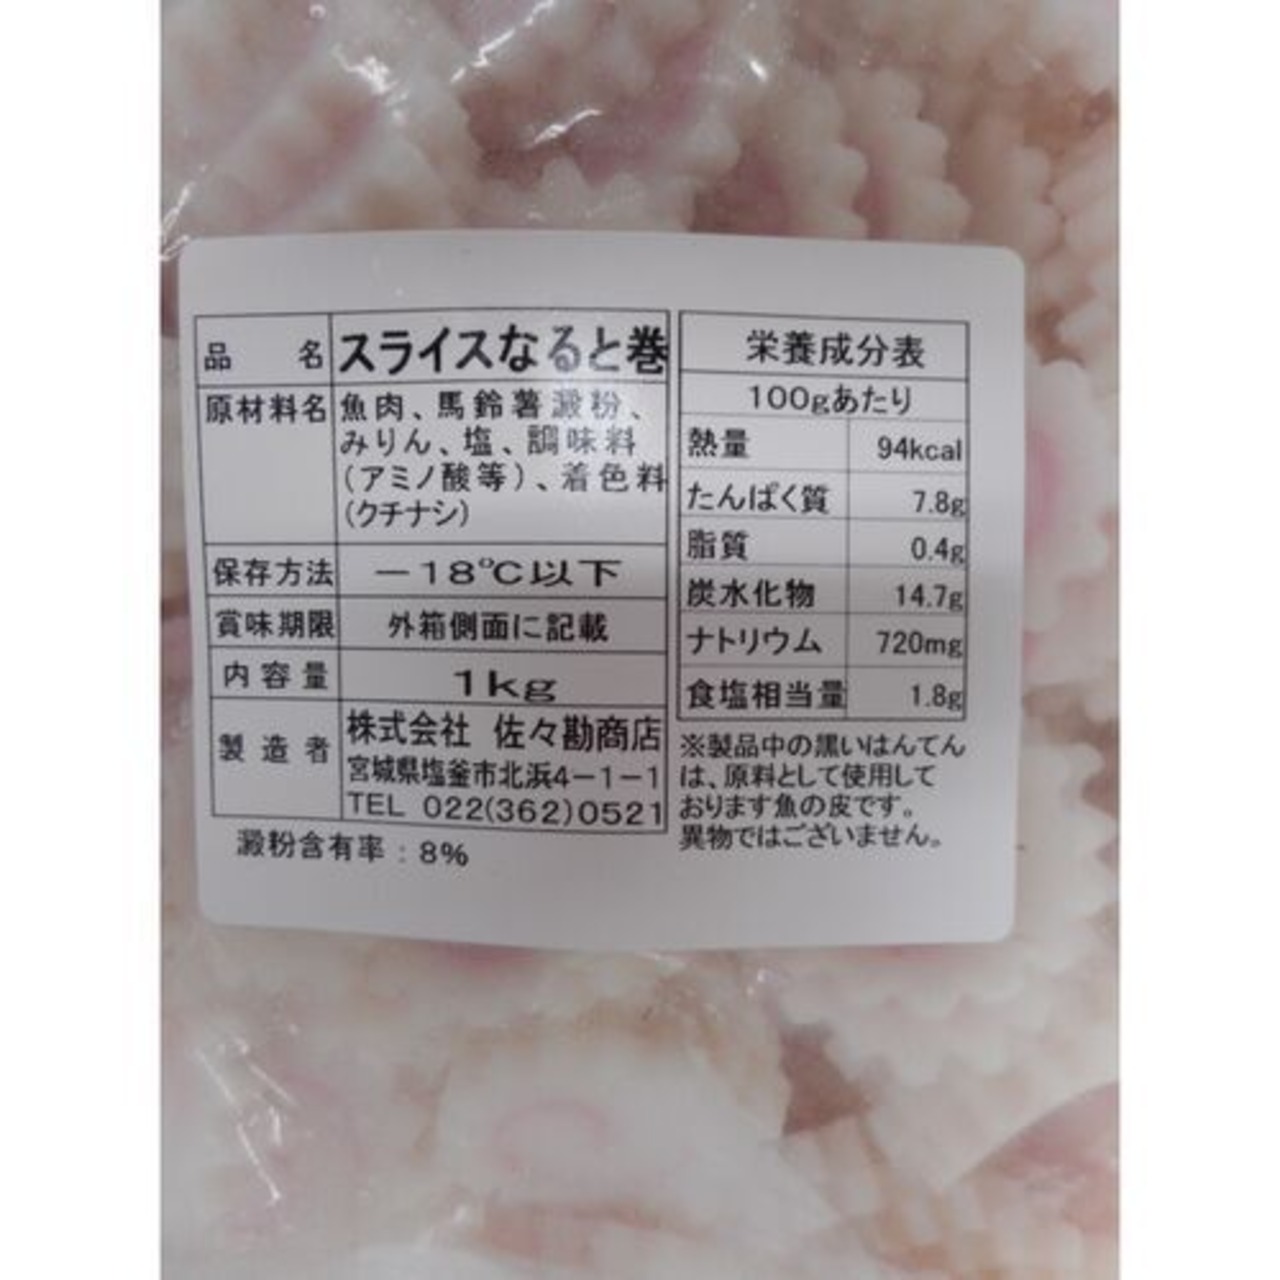 品 名 スライスなると巻
原材料名 魚肉、馬鈴薯澱粉、
みりん、塩、調味料
(アミノ酸等)、着色料
(クチナシ)
保存方法 -18℃以下
賞味期限 外箱側面に記載
内容量 1kg
製造者 株式会社 佐々勘商店
宮城県塩釜市北浜4-1-1
TEL 022(362)0521
澱粉含有率:8%
栄養成分表
100gあたり
熱量 94kcal
たんぱく質 7.8g
脂質 0.4g
炭水化物 14.7g
ナトリウム 720mg
食塩相当量 1.8g
※製品中の黒いはんてん
は、原料として使用して
おります魚の皮です。
異物ではございません。